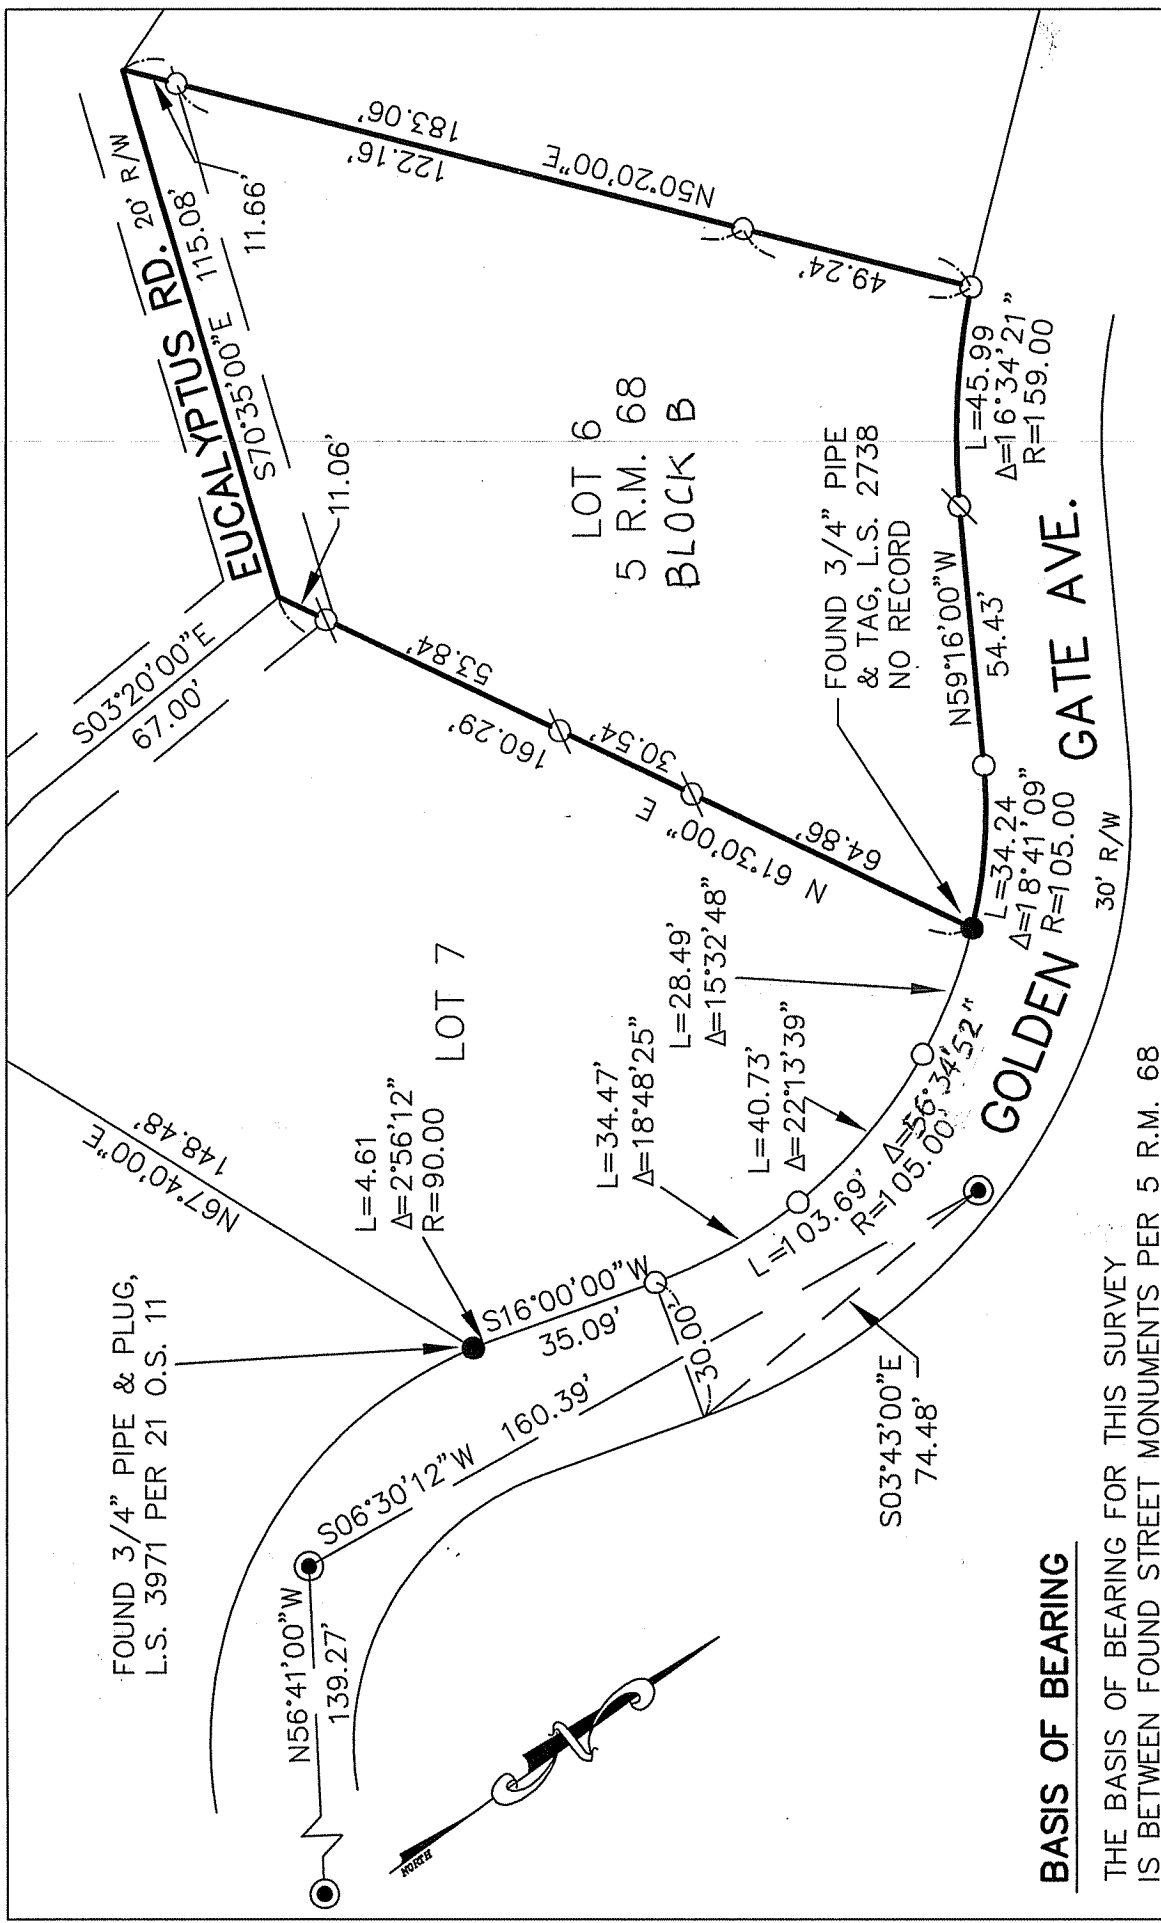 FOUND 3/4" PIPE & PLUG,
L.S. 3971 PER 21 O.S. 11
N67°40'00"E
148.48'
S03°20'00"E
67.00'
EUCALYPTUS RD. 20' R/W
S70°35'00"E 115.08'
11.66'
11.06'
183.06'
122.16'
N50°20'00"E
49.24'
53.84'
160.29'
30.54'
N 61°30'00" E
64.86'
LOT 6
5 R.M. 68
BLOCK B
LOT 7
L=4.61
Δ=2°56'12"
R=90.00
L=34.47'
Δ=18°48'25"
L=28.49'
Δ=15°32'48"
L=40.73'
Δ=22°13'39"
FOUND 3/4" PIPE
& TAG, L.S. 2738
NO RECORD
N59°16'00"W
54.43'
L=45.99
Δ=16°34'21"
R=159.00
L=34.24
Δ=18°41'09"
R=105.00
L=103.69' Δ=56°34'52"
R=105.00'
GOLDEN GATE AVE.
30' R/W
N56°41'00"W
139.27'
S06°30'12"W 160.39'
S16°00'00"W
35.09'
30.00'
S03°43'00"E
74.48'
NORTH
BASIS OF BEARING
THE BASIS OF BEARING FOR THIS SURVEY
IS BETWEEN FOUND STREET MONUMENTS PER 5 R.M. 68